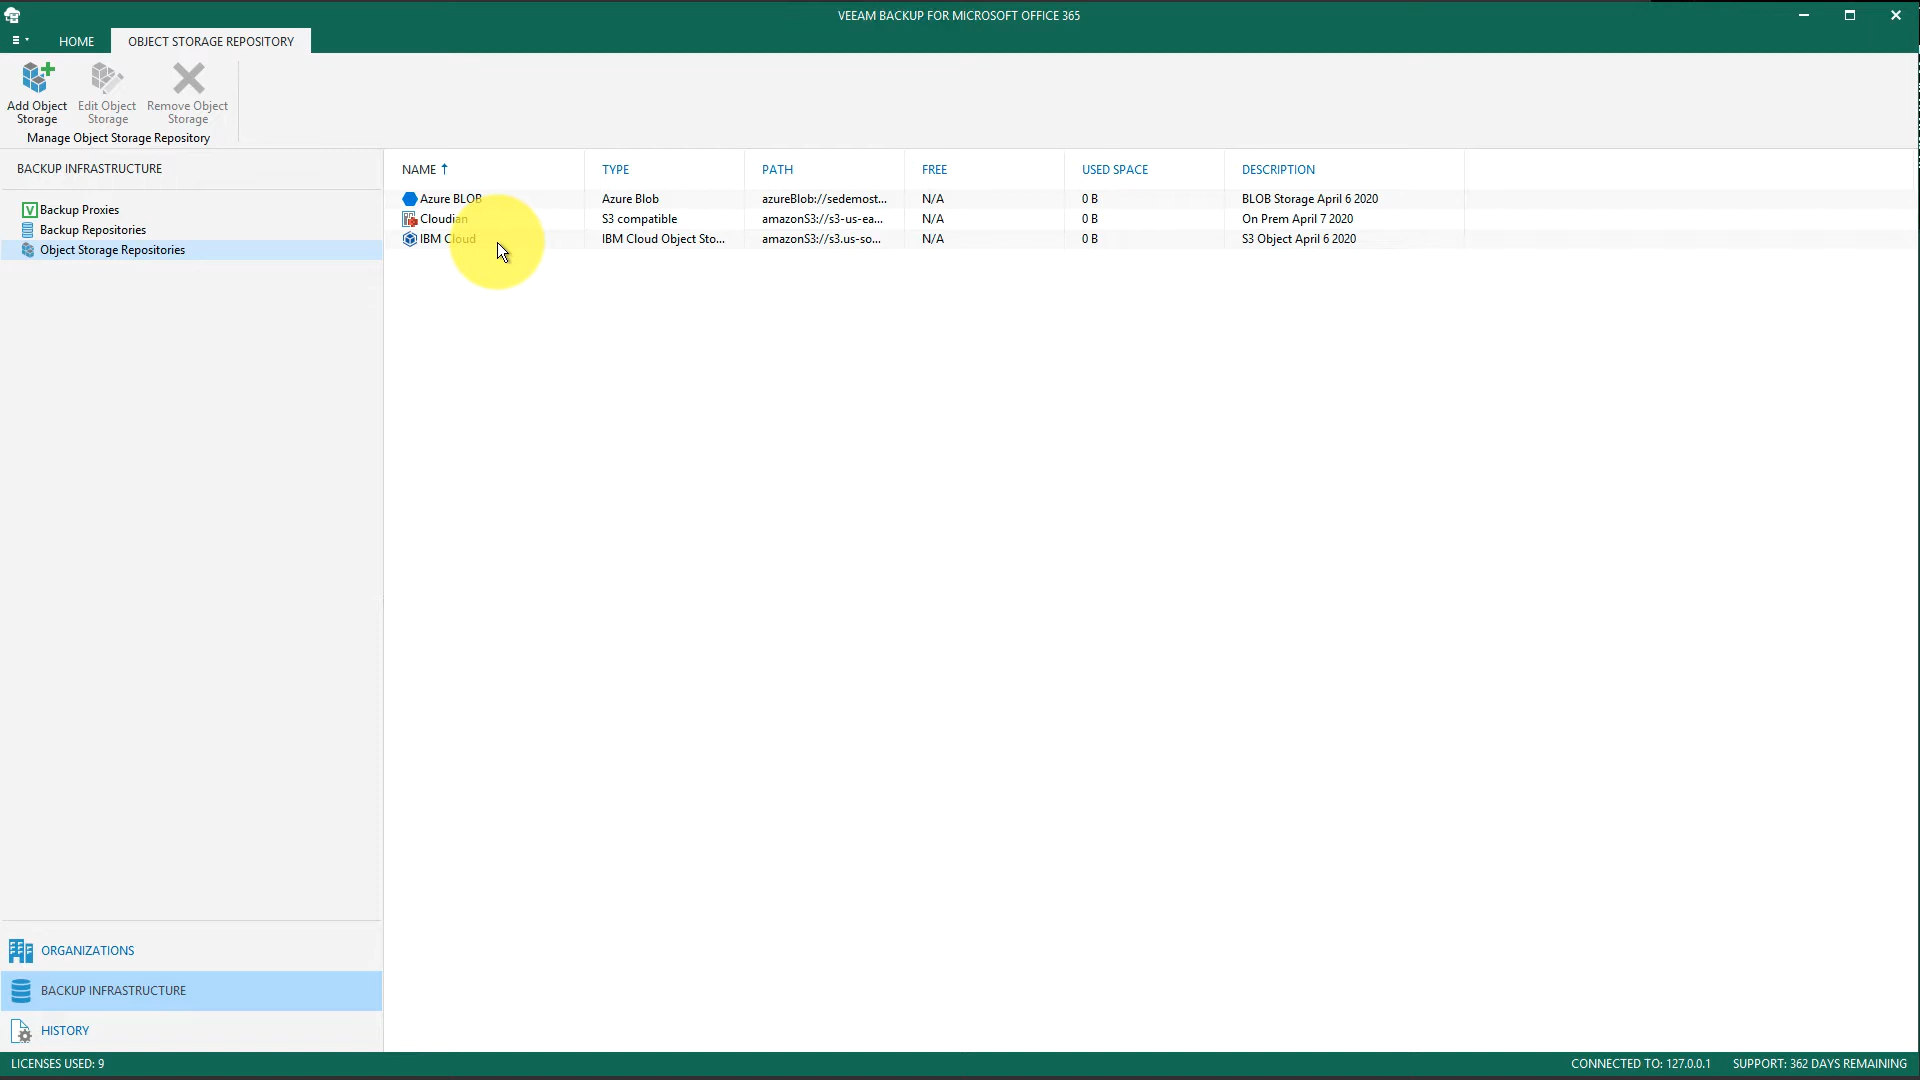 VEEAM BACKUP FOR MICROSOFT OFFICE 365
HOME
OBJECT STORAGE REPOSITORY
Add Object
Storage
Edit Object
Storage
Remove Object
Storage
Manage Object Storage Repository
BACKUP INFRASTRUCTURE
Backup Proxies
Backup Repositories
Object Storage Repositories
NAME TYPE PATH FREE USED SPACE DESCRIPTION
Azure BLOB Azure Blob azureBlob://sedemost... N/A 0 B BLOB Storage April 6 2020
Cloudian S3 compatible amazonS3://s3-us-ea... N/A 0 B On Prem April 7 2020
IBM Cloud IBM Cloud Object Sto... amazonS3://s3.us-so... N/A 0 B S3 Object April 6 2020
ORGANIZATIONS
BACKUP INFRASTRUCTURE
HISTORY
LICENSES USED: 9
CONNECTED TO: 127.0.0.1 SUPPORT: 362 DAYS REMAINING